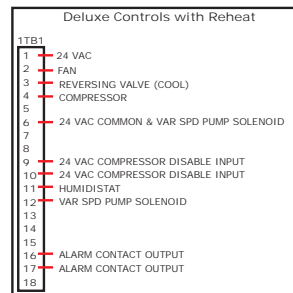 Deluxe Controls with Reheat
1TB1
1 24 VAC
2 FAN
3 REVERSING VALVE (COOL)
4 COMPRESSOR
5
6 24 VAC COMMON & VAR SPD PUMP SOLENOID
7
8
9 24 VAC COMPRESSOR DISABLE INPUT
10 24 VAC COMPRESSOR DISABLE INPUT
11 HUMIDISTAT
12 VAR SPD PUMP SOLENOID
13
14
15
16 ALARM CONTACT OUTPUT
17 ALARM CONTACT OUTPUT
18